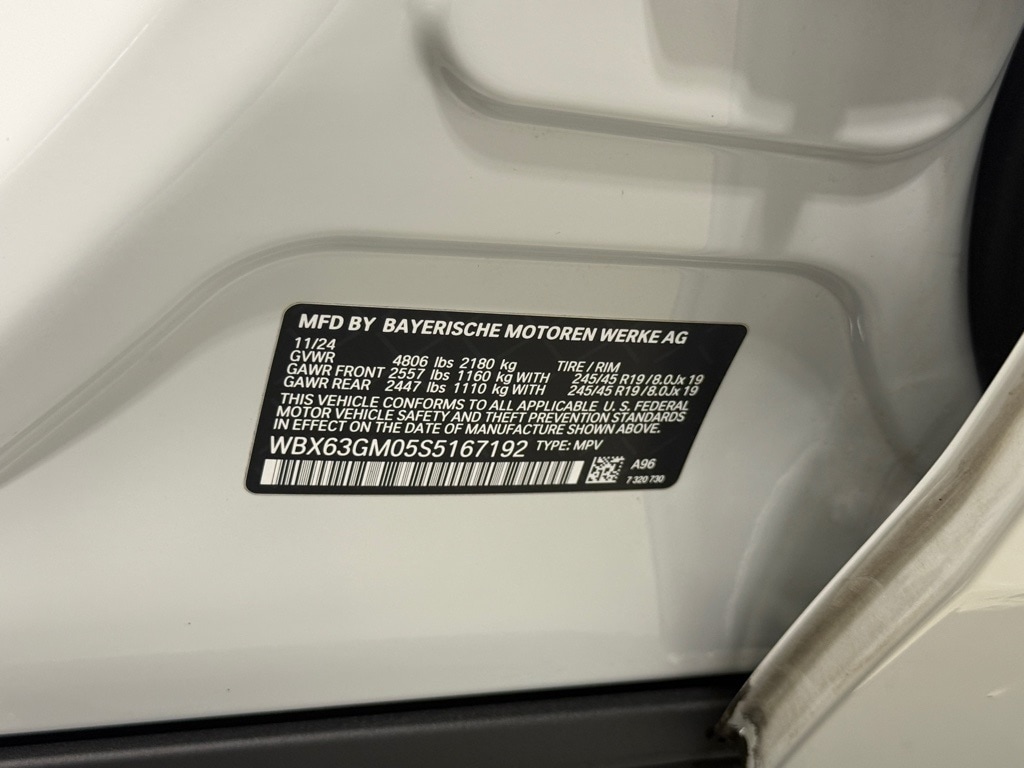 MFD BY BAYERISCHE MOTOREN WERKE AG
11/24
GVWR 4806 lbs 2180 kg TIRE / RIM
GAWR FRONT 2557 lbs 1160 kg WITH 245/45 R19 / 8.0Jx 19
GAWR REAR 2447 lbs 1110 kg WITH 245/45 R19 / 8.0Jx 19
THIS VEHICLE CONFORMS TO ALL APPLICABLE U.S. FEDERAL
MOTOR VEHICLE SAFETY AND THEFT PREVENTION STANDARDS
IN EFFECT ON THE DATE OF MANUFACTURE SHOWN ABOVE.
WBX63GM05S5167192 TYPE: MPV
A96
7 320 730